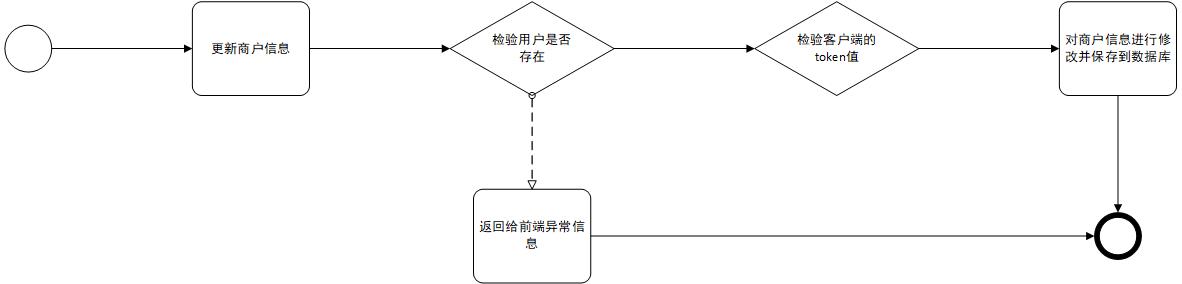 更新商户信息
检验用户是否
存在
检验客户端的
token值
对商户信息进行修
改并保存到数据库
返回给前端异常信
息